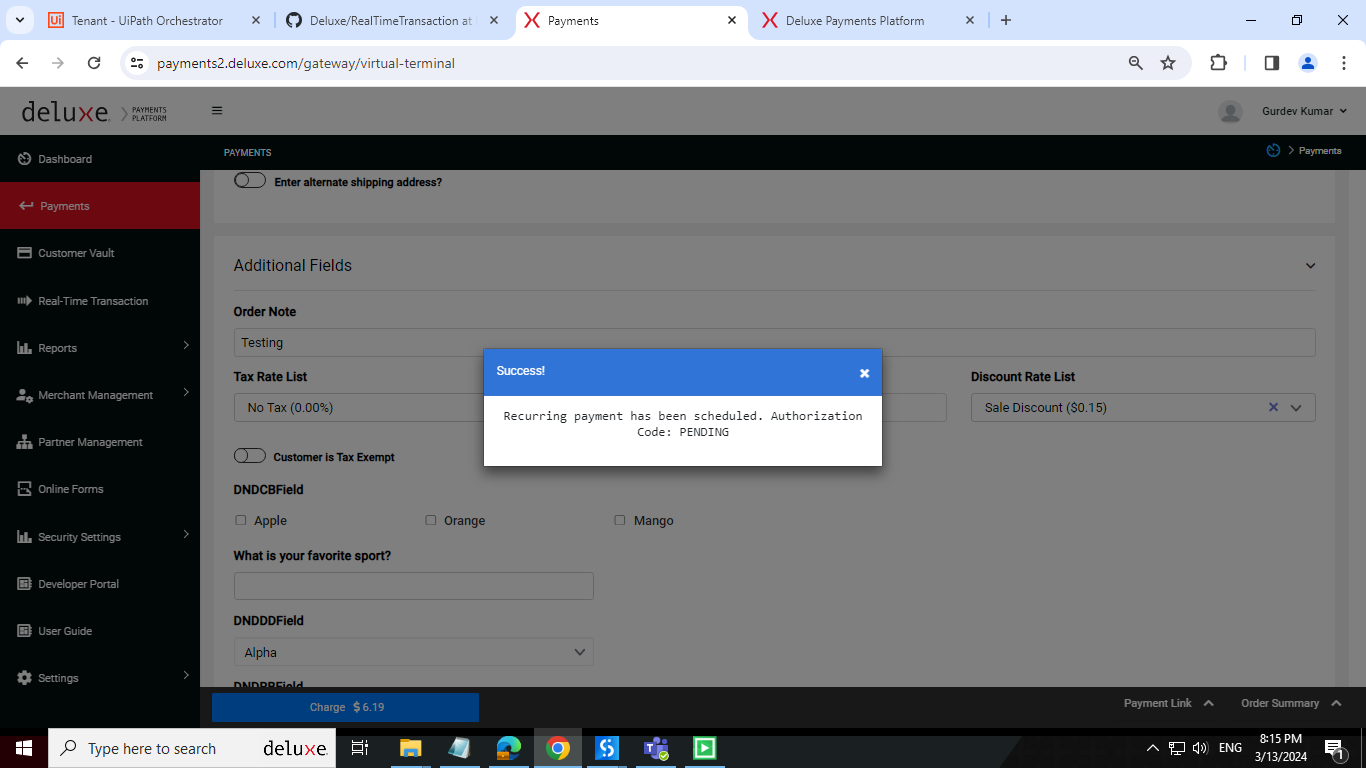 Tenant - UiPath Orchestrator
Deluxe/RealTimeTransaction at
Payments
Deluxe Payments Platform
payments2.deluxe.com/gateway/virtual-terminal
deluxe. PAYMENTS PLATFORM
Gurdev Kumar
Dashboard
Payments
Customer Vault
Real-Time Transaction
Reports
Merchant Management
Partner Management
Online Forms
Security Settings
Developer Portal
User Guide
Settings
PAYMENTS
Payments
Enter alternate shipping address?
Additional Fields
Order Note
Testing
Tax Rate List
Discount Rate List
No Tax (0.00%)
Sale Discount ($0.15)
Success!
Recurring payment has been scheduled. Authorization
Code: PENDING
Customer is Tax Exempt
DNDCBField
Apple Orange Mango
What is your favorite sport?
DNDDDField
Alpha
Charge $ 6.19
Payment Link
Order Summary
Type here to search
deluxe.
ENG
8:15 PM
3/13/2024
1